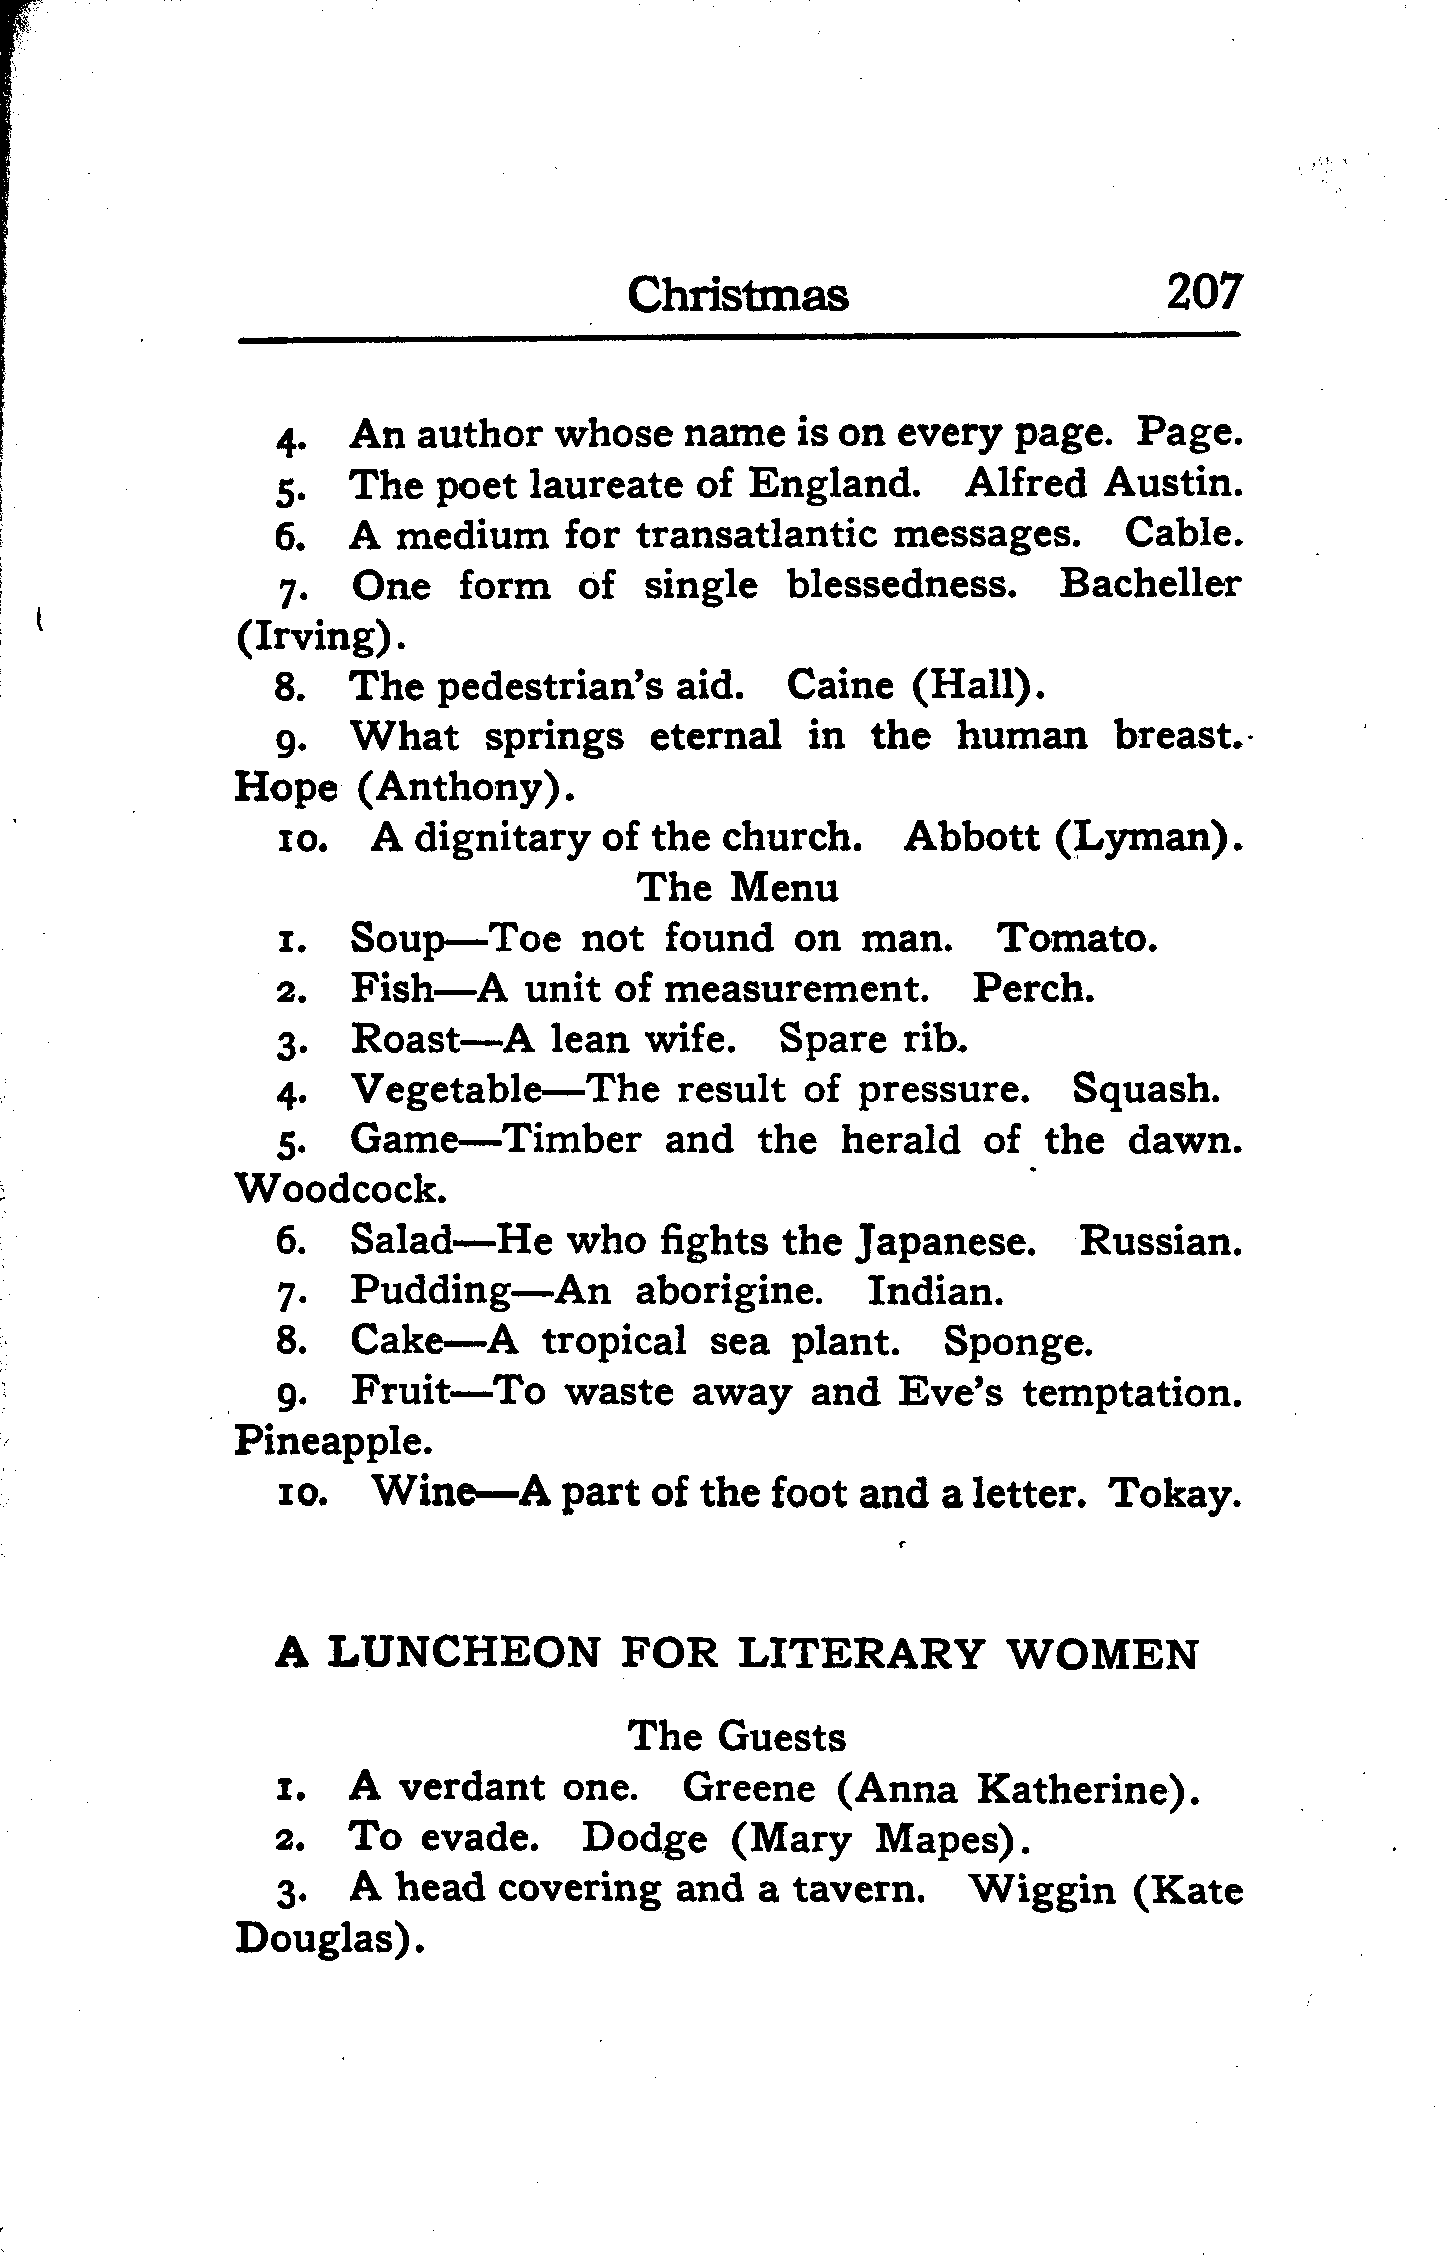 Christmas 207
4. An author whose name is on every page. Page.
5. The poet laureate of England. Alfred Austin.
6. A medium for transatlantic messages. Cable.
7. One form of single blessedness. Bacheller
(Irving).
8. The pedestrian's aid. Caine (Hall).
9. What springs eternal in the human breast.
Hope (Anthony).
10. A dignitary of the church. Abbott (Lyman).
The Menu
1. Soup—Toe not found on man. Tomato.
2. Fish—A unit of measurement. Perch.
3. Roast—A lean wife. Spare rib.
4. Vegetable—The result of pressure. Squash.
5. Game—Timber and the herald of the dawn.
Woodcock.
6. Salad—He who fights the Japanese. Russian.
7. Pudding—An aborigine. Indian.
8. Cake—A tropical sea plant. Sponge.
9. Fruit—To waste away and Eve's temptation.
Pineapple.
10. Wine—A part of the foot and a letter. Tokay.
A LUNCHEON FOR LITERARY WOMEN
The Guests
1. A verdant one. Greene (Anna Katherine).
2. To evade. Dodge (Mary Mapes).
3. A head covering and a tavern. Wiggin (Kate
Douglas).